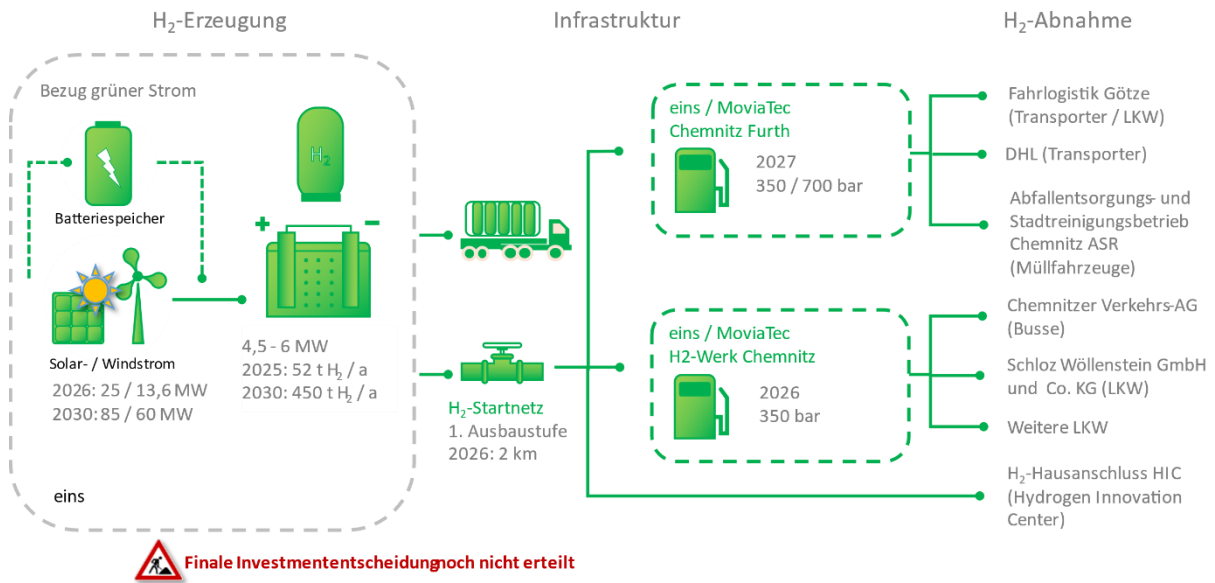 H₂-Erzeugung
Infrastruktur
H₂-Abnahme
Bezug grüner Strom
Batteriespeicher
H₂
+ −
Solar- / Windstrom
2026: 25 / 13,6 MW
2030: 85 / 60 MW
4,5 - 6 MW
2025: 52 t H₂ / a
2030: 450 t H₂ / a
eins
H₂-Startnetz
1. Ausbaustufe
2026: 2 km
eins / MoviaTec
Chemnitz Furth
2027
350 / 700 bar
eins / MoviaTec
H2-Werk Chemnitz
2026
350 bar
Fahrlogistik Götze
(Transporter / LKW)
DHL (Transporter)
Abfallentsorgungs- und
Stadtreinigungsbetrieb
Chemnitz ASR
(Müllfahrzeuge)
Chemnitzer Verkehrs-AG
(Busse)
Schloz Wöllenstein GmbH
und Co. KG (LKW)
Weitere LKW
H₂-Hausanschluss HIC
(Hydrogen Innovation
Center)
Finale Investmententscheidung noch nicht erteilt